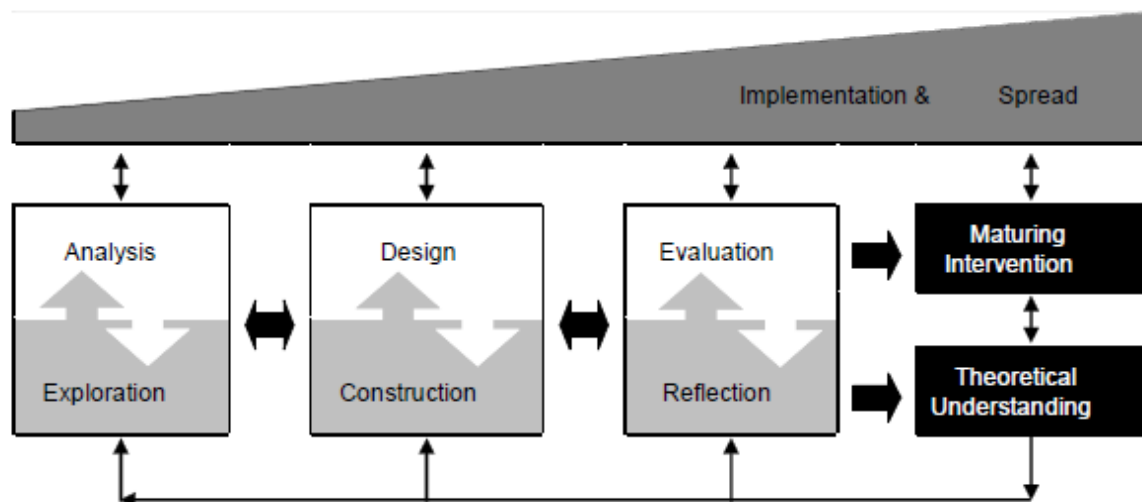 Implementation & Spread
Analysis
Design
Evaluation
Maturing
Intervention
Exploration
Construction
Reflection
Theoretical
Understanding